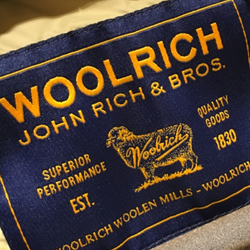 WOOLRICH
JOHN RICH & BROS.
SUPERIOR
PERFORMANCE
EST.
Woolrich
QUALITY
GOODS
1830
WOOLRICH WOOLEN MILLS - WOOLRICH